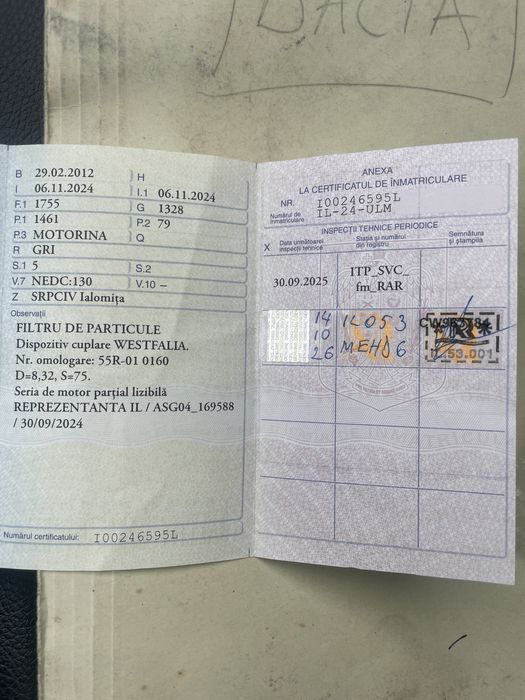 DACIA
B 29.02.2012 H
I 06.11.2024 I.1 06.11.2024
F.1 1755 G 1328
P.1 1461 P.2 79
P.3 MOTORINA Q
R GRI
S.1 5 S.2
V.7 NEDC:130 V.10 –
Z SRPCIV Ialomița
Observații
FILTRU DE PARTICULE
Dispozitiv cuplare WESTFALIA.
Nr. omologare: 55R-01 0160
D=8,32, S=75.
Seria de motor parțial lizibilă
REPREZENTANTA IL / ASG04_169588
/ 30/09/2024
Numărul certificatului: I00246595L
ANEXA
LA CERTIFICATUL DE ÎNMATRICULARE
NR. I00246595L
Numărul de înmatriculare IL-24-ULM
INSPECȚII TEHNICE PERIODICE
X Data următoarei inspecții tehnice Stația și numărul din registru Semnătura și ștampila
30.09.2025 ITP_SVC_
fm_RAR
14 14053
10
26
*R*
53.001